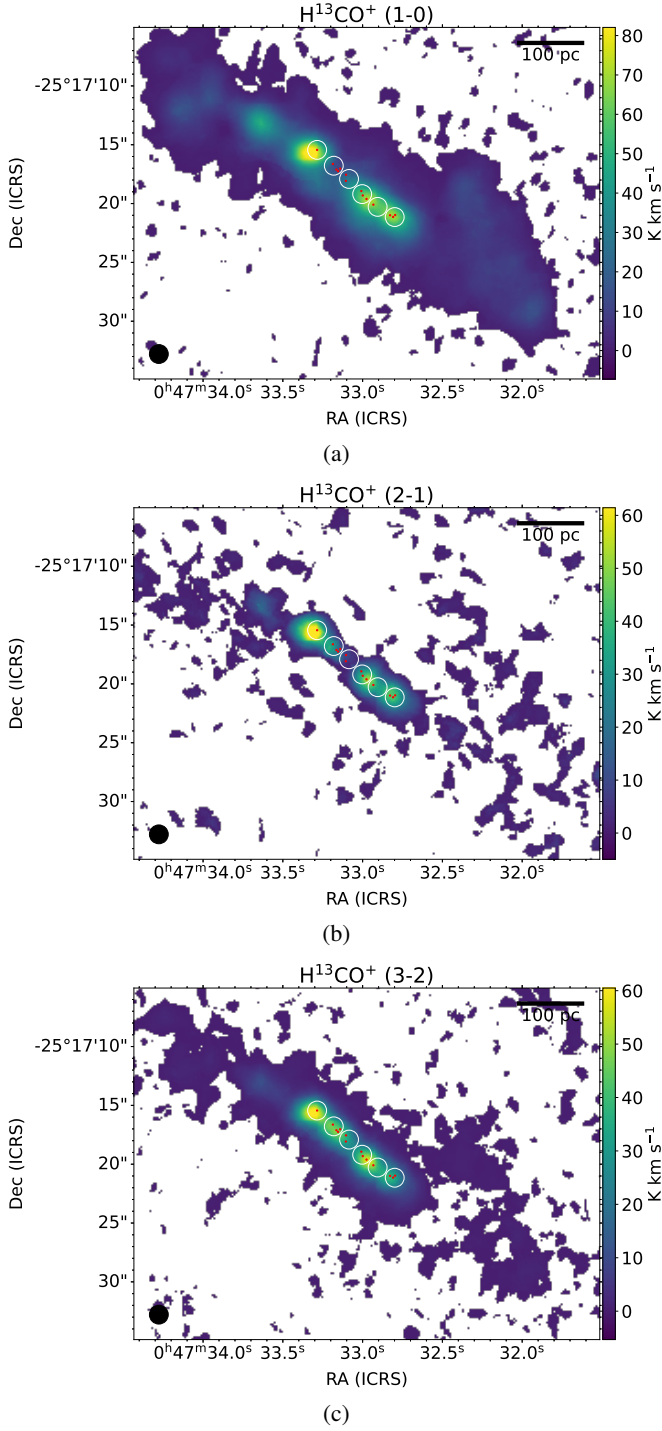 H¹³CO⁺ (1-0)
100 pc
-25°17'10"
15"
20"
25"
30"
Dec (ICRS)
0ʰ47ᵐ34.0ˢ 33.5ˢ 33.0ˢ 32.5ˢ 32.0ˢ
RA (ICRS)
80
70
60
50
40
30
20
10
0
K km s⁻¹
(a)
H¹³CO⁺ (2-1)
100 pc
-25°17'10"
15"
20"
25"
30"
Dec (ICRS)
0ʰ47ᵐ34.0ˢ 33.5ˢ 33.0ˢ 32.5ˢ 32.0ˢ
RA (ICRS)
60
50
40
30
20
10
0
K km s⁻¹
(b)
H¹³CO⁺ (3-2)
100 pc
-25°17'10"
15"
20"
25"
30"
Dec (ICRS)
0ʰ47ᵐ34.0ˢ 33.5ˢ 33.0ˢ 32.5ˢ 32.0ˢ
RA (ICRS)
60
50
40
30
20
10
0
K km s⁻¹
(c)